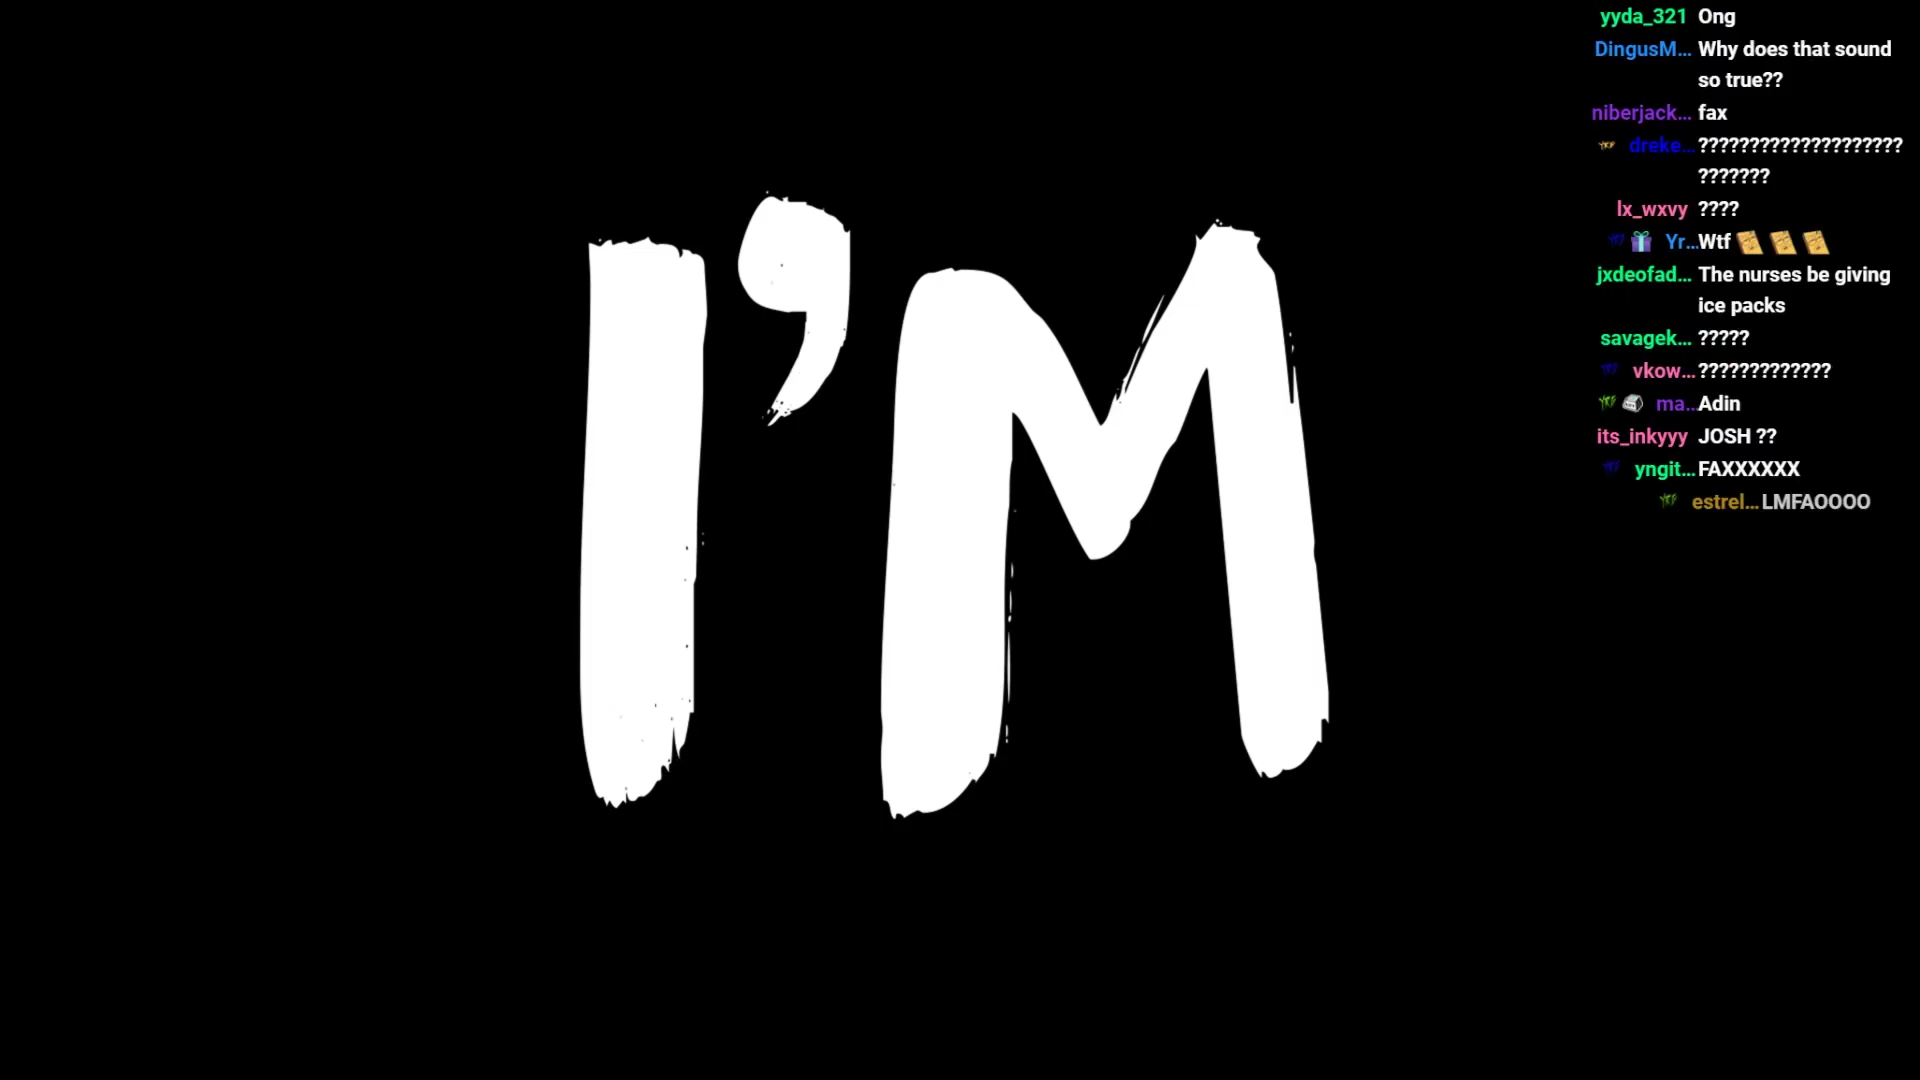 I'M
yyda_321 Ong
DingusM... Why does that sound
so true??
niberjack... fax
dreke... ????????????????????
???????
lx_wxvy ????
Yr... Wtf
jxdeofad... The nurses be giving
ice packs
savagek... ?????
vkow... ?????????????
ma... Adin
its_inkyyy JOSH ??
yngit... FAXXXXXX
estrel... LMFAOOOO